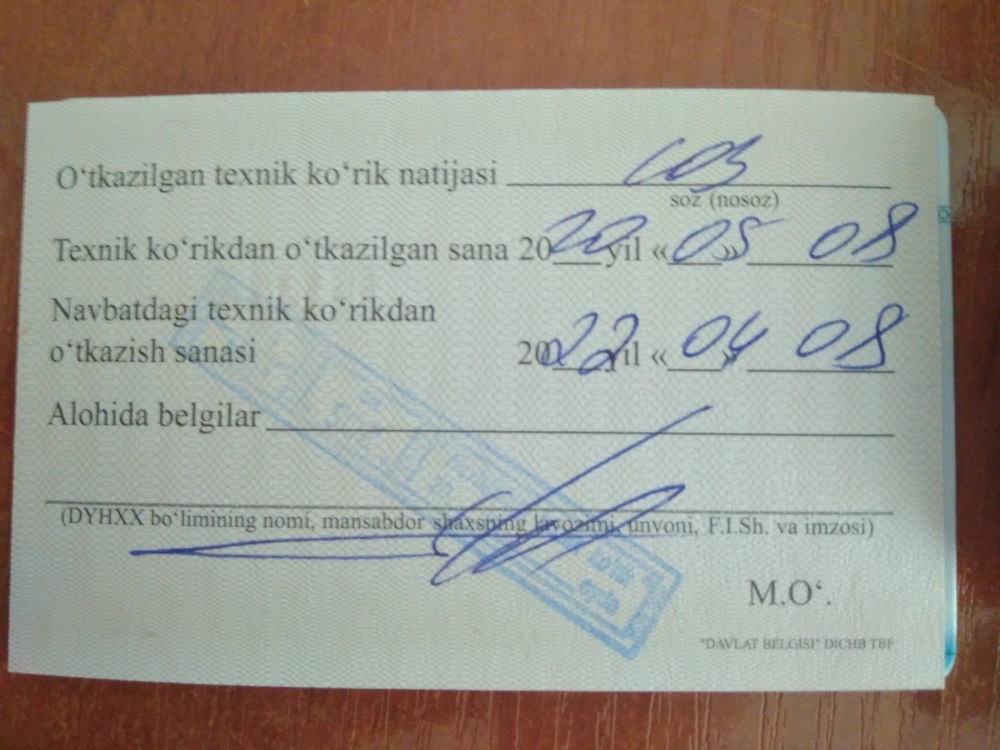 O‘tkazilgan texnik ko‘rik natijasi соз
soz (nosoz)
Texnik ko‘rikdan o‘tkazilgan sana 2020 yil «05» 08
Navbatdagi texnik ko‘rikdan
o‘tkazish sanasi 2022 yil «04» 08
Alohida belgilar
(DYHXX bo‘limining nomi, mansabdor shaxsning lavozimi, unvoni, F.I.Sh. va imzosi)
M.O‘.
"DAVLAT BELGISI" DICHB TBF